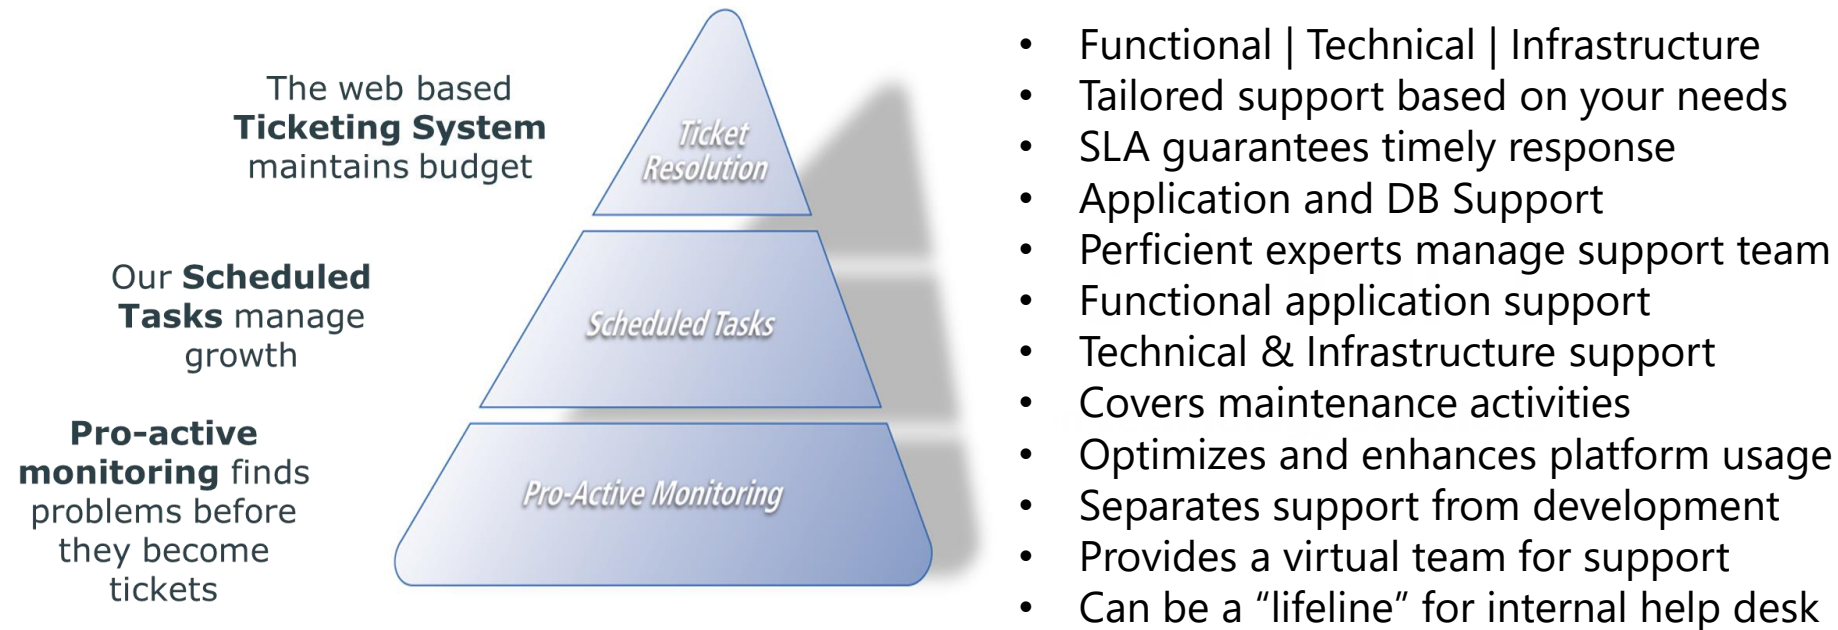 The web based
Ticketing System
maintains budget
Our Scheduled
Tasks manage
growth
Pro-active
monitoring finds
problems before
they become
tickets
Ticket
Resolution
Scheduled Tasks
Pro-Active Monitoring
• Functional | Technical | Infrastructure
• Tailored support based on your needs
• SLA guarantees timely response
• Application and DB Support
• Perficient experts manage support team
• Functional application support
• Technical & Infrastructure support
• Covers maintenance activities
• Optimizes and enhances platform usage
• Separates support from development
• Provides a virtual team for support
• Can be a “lifeline” for internal help desk